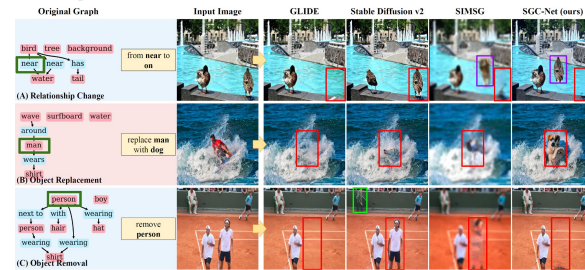 Original Graph
Input Image
GLIDE
Stable Diffusion v2
SIMSG
SGC-Net (ours)
bird tree background
near near has
water tail
from near to
on
(A) Relationship Change
wave surfboard water
around
man
wears
shirt
replace man
with dog
(B) Object Replacement
person boy
next to with wearing
person hair hat
wearing wearing
shirt
remove
person
(C) Object Removal